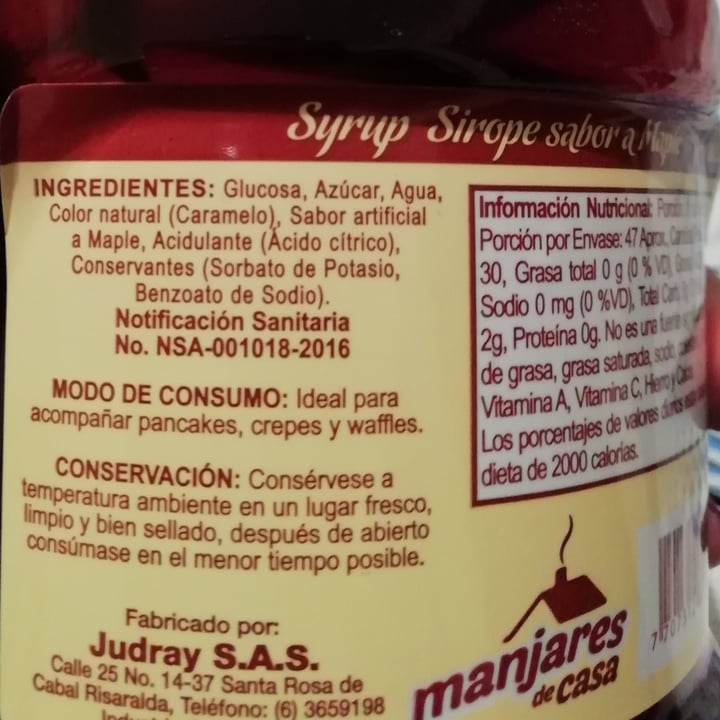 Syrup Sirope sabor a Maple
INGREDIENTES: Glucosa, Azúcar, Agua,
Color natural (Caramelo), Sabor artificial
a Maple, Acidulante (Ácido cítrico),
Conservantes (Sorbato de Potasio,
Benzoato de Sodio).
Notificación Sanitaria
No. NSA-001018-2016
MODO DE CONSUMO: Ideal para
acompañar pancakes, crepes y waffles.
CONSERVACIÓN: Consérvese a
temperatura ambiente en un lugar fresco,
limpio y bien sellado, después de abierto
consúmase en el menor tiempo posible.
Fabricado por:
Judray S.A.S.
Calle 25 No. 14-37 Santa Rosa de
Cabal Risaralda, Teléfono: (6) 3659198
Información Nutricional:
Porción por Envase: 47 Aprox.
30, Grasa total 0 g (0 % VD),
Sodio 0 mg (0 %VD), Total Carb
2g, Proteína 0g. No es una fuente
de grasa, grasa saturada, sodio,
Vitamina A, Vitamina C, Hierro y
Los porcentajes de valores diarios
dieta de 2000 calorías.
manjares
de casa